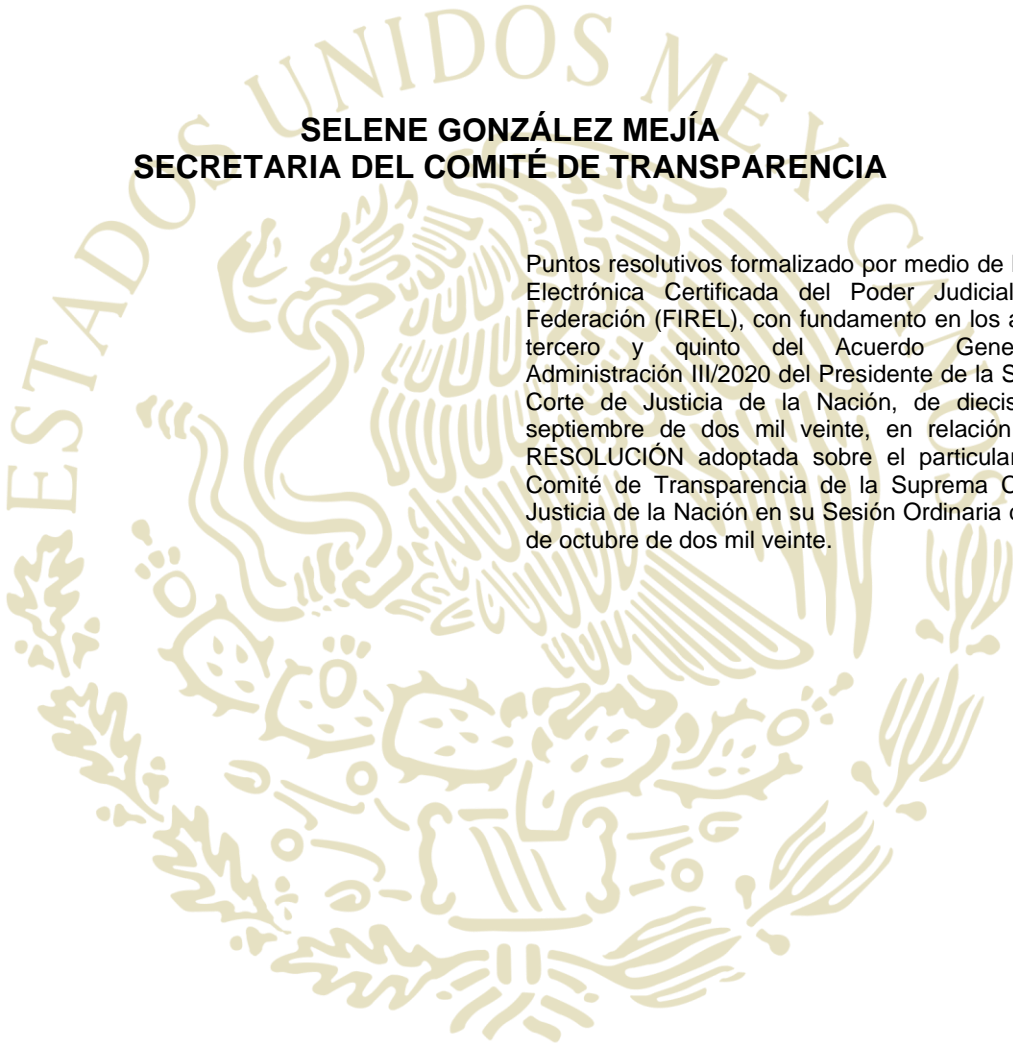 ESTADOS UNIDOS MEXICANOS
SELENE GONZÁLEZ MEJÍA
SECRETARIA DEL COMITÉ DE TRANSPARENCIA
Puntos resolutivos formalizado por medio de
Electrónica Certificada del Poder Judicial
Federación (FIREL), con fundamento en los
tercero y quinto del Acuerdo
Administración III/2020 del Presidente de la
Corte de Justicia de la Nación, de
septiembre de dos mil veinte, en relación
RESOLUCIÓN adoptada sobre el particular
Comité de Transparencia de la Suprema
Justicia de la Nación en su Sesión Ordinaria
de octubre de dos mil veinte.